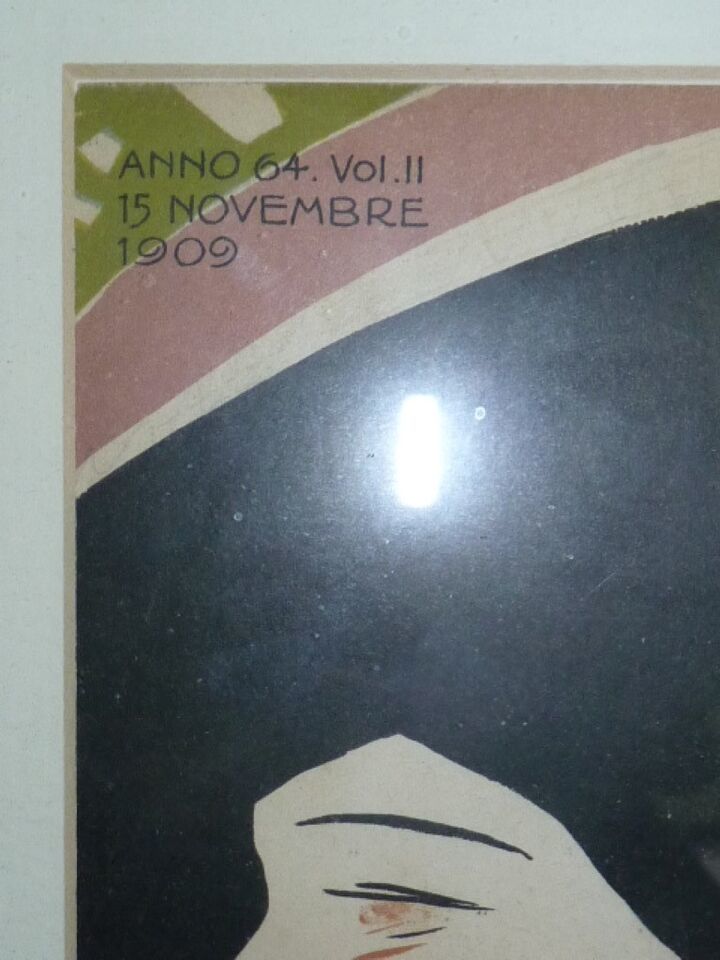 ANNO 64. Vol.II
15 NOVEMBRE
1909